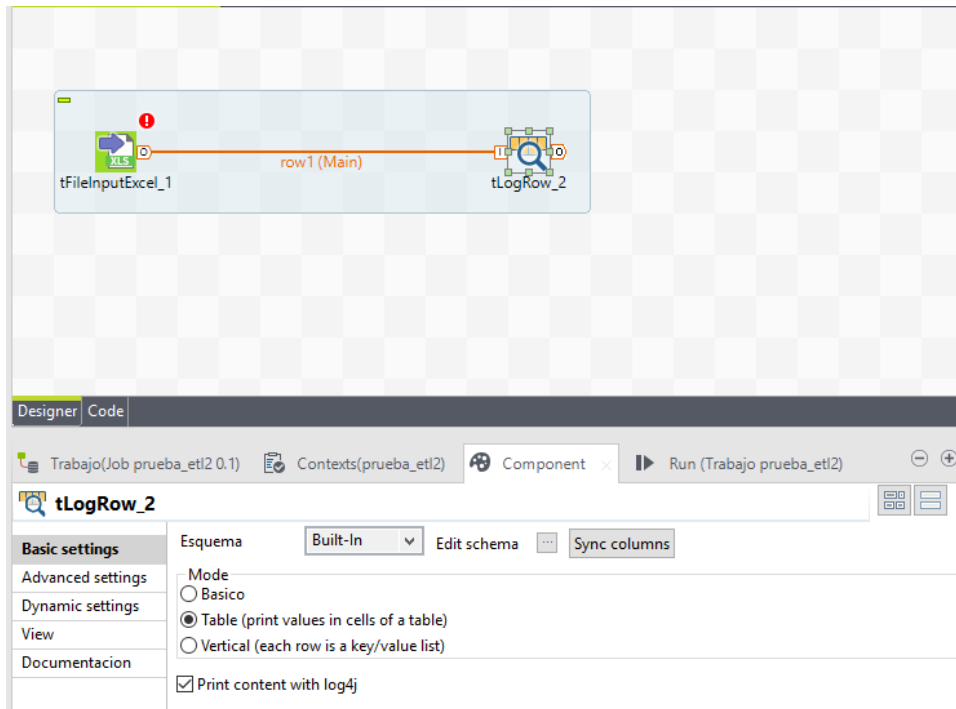 XLS
O
row1 (Main)
I
O
tFileInputExcel_1
tLogRow_2
Designer Code
Trabajo(Job prueba_etl2 0.1) Contexts(prueba_etl2) Component Run (Trabajo prueba_etl2)
tLogRow_2
Basic settings
Advanced settings
Dynamic settings
View
Documentacion
Esquema Built-In Edit schema ... Sync columns
Mode
Basico
Table (print values in cells of a table)
Vertical (each row is a key/value list)
Print content with log4j